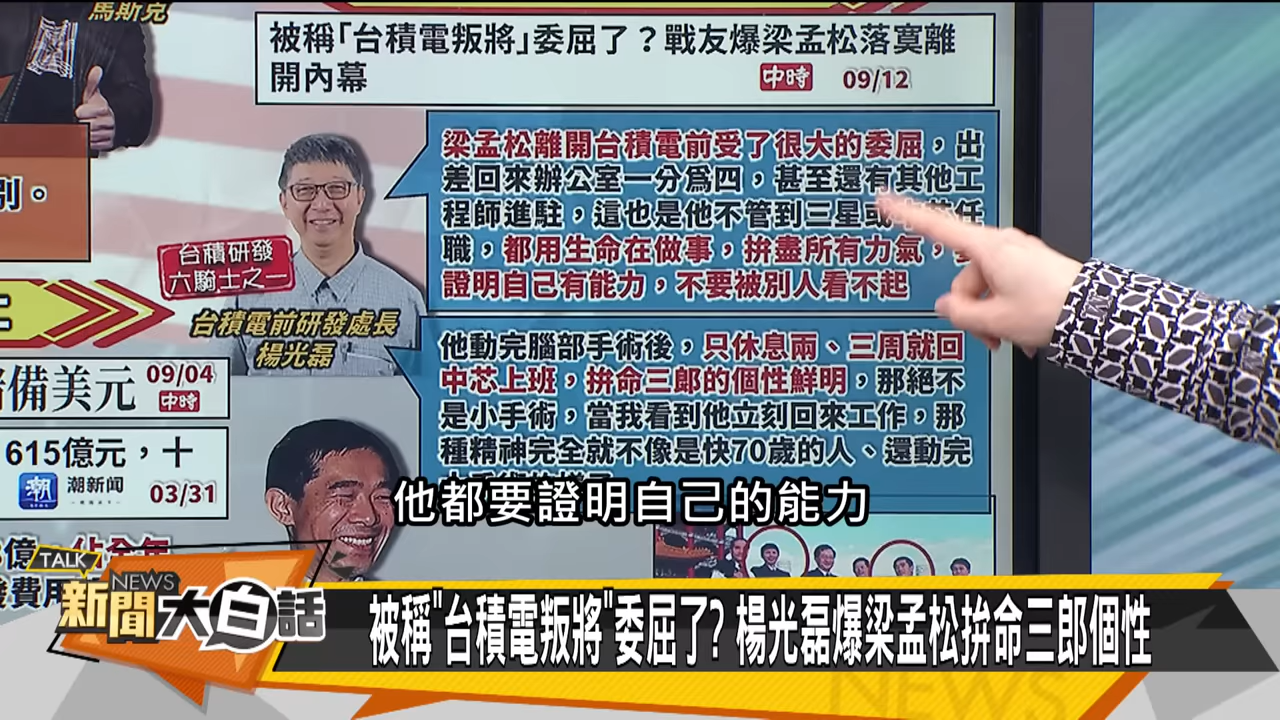 馬斯克
被稱「台積電叛將」委屈了？戰友爆梁孟松落寞離
開內幕
中時 09/12
別。
梁孟松離開台積電前受了很大的委屈，出
差回來辦公室一分為四，甚至還有其他工
程師進駐，這也是他不管到三星或
任
職，都用生命在做事，拚盡所有力氣，
證明自己有能力，不要被別人看不起
台積研發
六騎士之一
台積電前研發處長
楊光磊
他動完腦部手術後，只休息兩、三周就回
中芯上班，拚命三郎的個性鮮明，那絕不
是小手術，當我看到他立刻回來工作，那
種精神完全就不像是快70歲的人、還動完
儲備美元 09/04
中時
615億元，十
潮 潮新聞 03/31
億，佔全年
費用
他都要證明自己的能力
TALK
NEWS
新聞大白話
被稱"台積電叛將"委屈了? 楊光磊爆梁孟松拚命三郎個性
NEWS